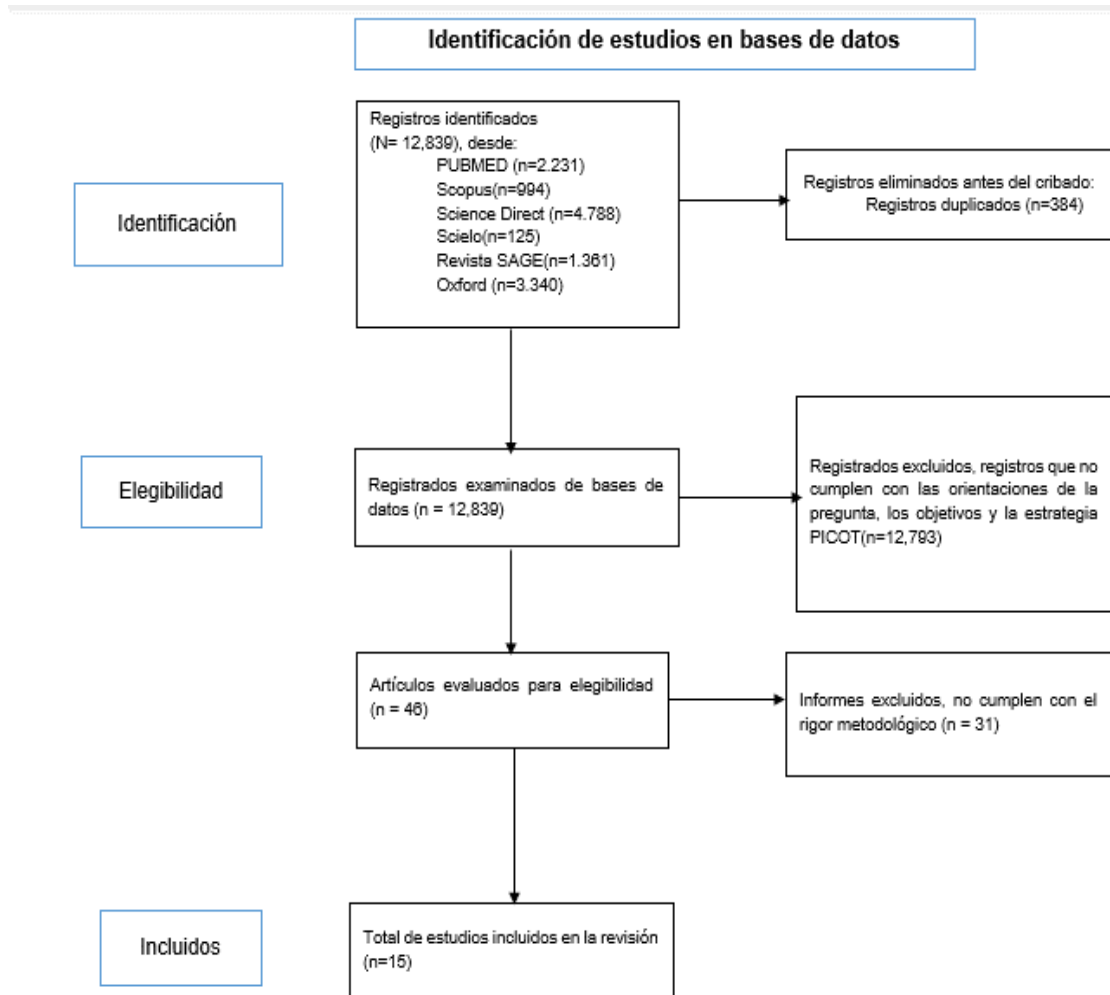 Identificación de estudios en bases de datos
Identificación
Registros identificados
(N= 12,839), desde:
PUBMED (n=2.231)
Scopus(n=994)
Science Direct (n=4.788)
Scielo(n=125)
Revista SAGE(n=1.361)
Oxford (n=3.340)
Registros eliminados antes del cribado:
Registros duplicados (n=384)
Elegibilidad
Registrados examinados de bases de
datos (n = 12,839)
Registrados excluidos, registros que no
cumplen con las orientaciones de la
pregunta, los objetivos y la estrategia
PICOT(n=12,793)
Artículos evaluados para elegibilidad
(n = 46)
Informes excluidos, no cumplen con el
rigor metodológico (n = 31)
Incluidos
Total de estudios incluidos en la revisión
(n=15)